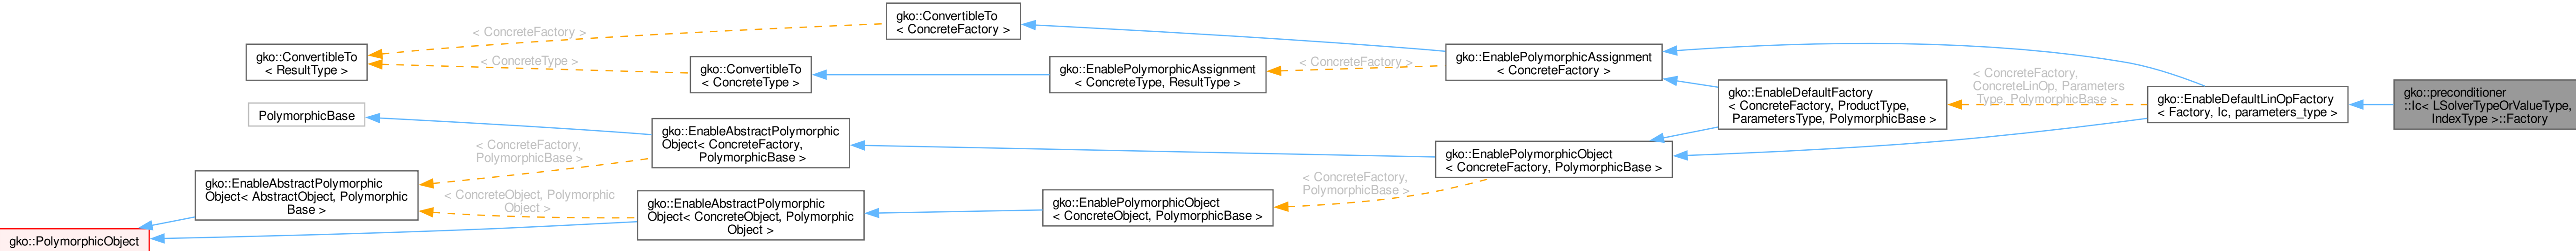 gko::ConvertibleTo
< ConcreteFactory >
< ConcreteFactory >
gko::ConvertibleTo
< ResultType >
< ConcreteType >
gko::ConvertibleTo
< ConcreteType >
gko::EnablePolymorphicAssignment
< ConcreteType, ResultType >
< ConcreteFactory >
gko::EnablePolymorphicAssignment
< ConcreteFactory >
PolymorphicBase
gko::EnableAbstractPolymorphic
Object< ConcreteFactory,
PolymorphicBase >
< ConcreteFactory,
PolymorphicBase >
gko::EnableDefaultFactory
< ConcreteFactory, ProductType,
ParametersType, PolymorphicBase >
< ConcreteFactory,
ConcreteLinOp, Parameters
Type, PolymorphicBase >
gko::EnableDefaultLinOpFactory
< Factory, Ic, parameters_type >
gko::preconditioner
::Ic< LSolverTypeOrValueType,
IndexType >::Factory
gko::EnablePolymorphicObject
< ConcreteFactory, PolymorphicBase >
gko::EnableAbstractPolymorphic
Object< AbstractObject, Polymorphic
Base >
< ConcreteObject, Polymorphic
Object >
gko::EnableAbstractPolymorphic
Object< ConcreteObject, Polymorphic
Object >
gko::EnablePolymorphicObject
< ConcreteObject, PolymorphicBase >
< ConcreteFactory,
PolymorphicBase >
gko::PolymorphicObject